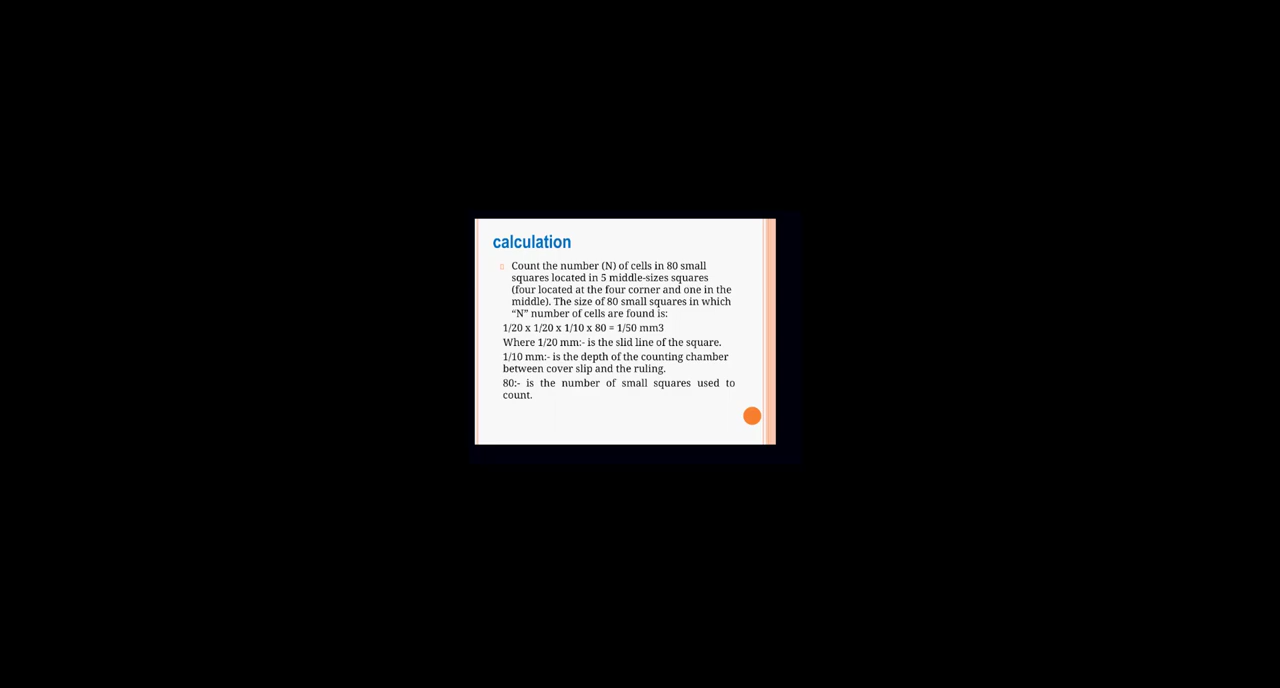 calculation
Count the number (N) of cells in 80 small
squares located in 5 middle-sizes squares
(four located at the four corner and one in the
middle). The size of 80 small squares in which
“N” number of cells are found is:
1/20 x 1/20 x 1/10 x 80 = 1/50 mm3
Where 1/20 mm:- is the slid line of the square.
1/10 mm:- is the depth of the counting chamber
between cover slip and the ruling.
80:- is the number of small squares used to
count.